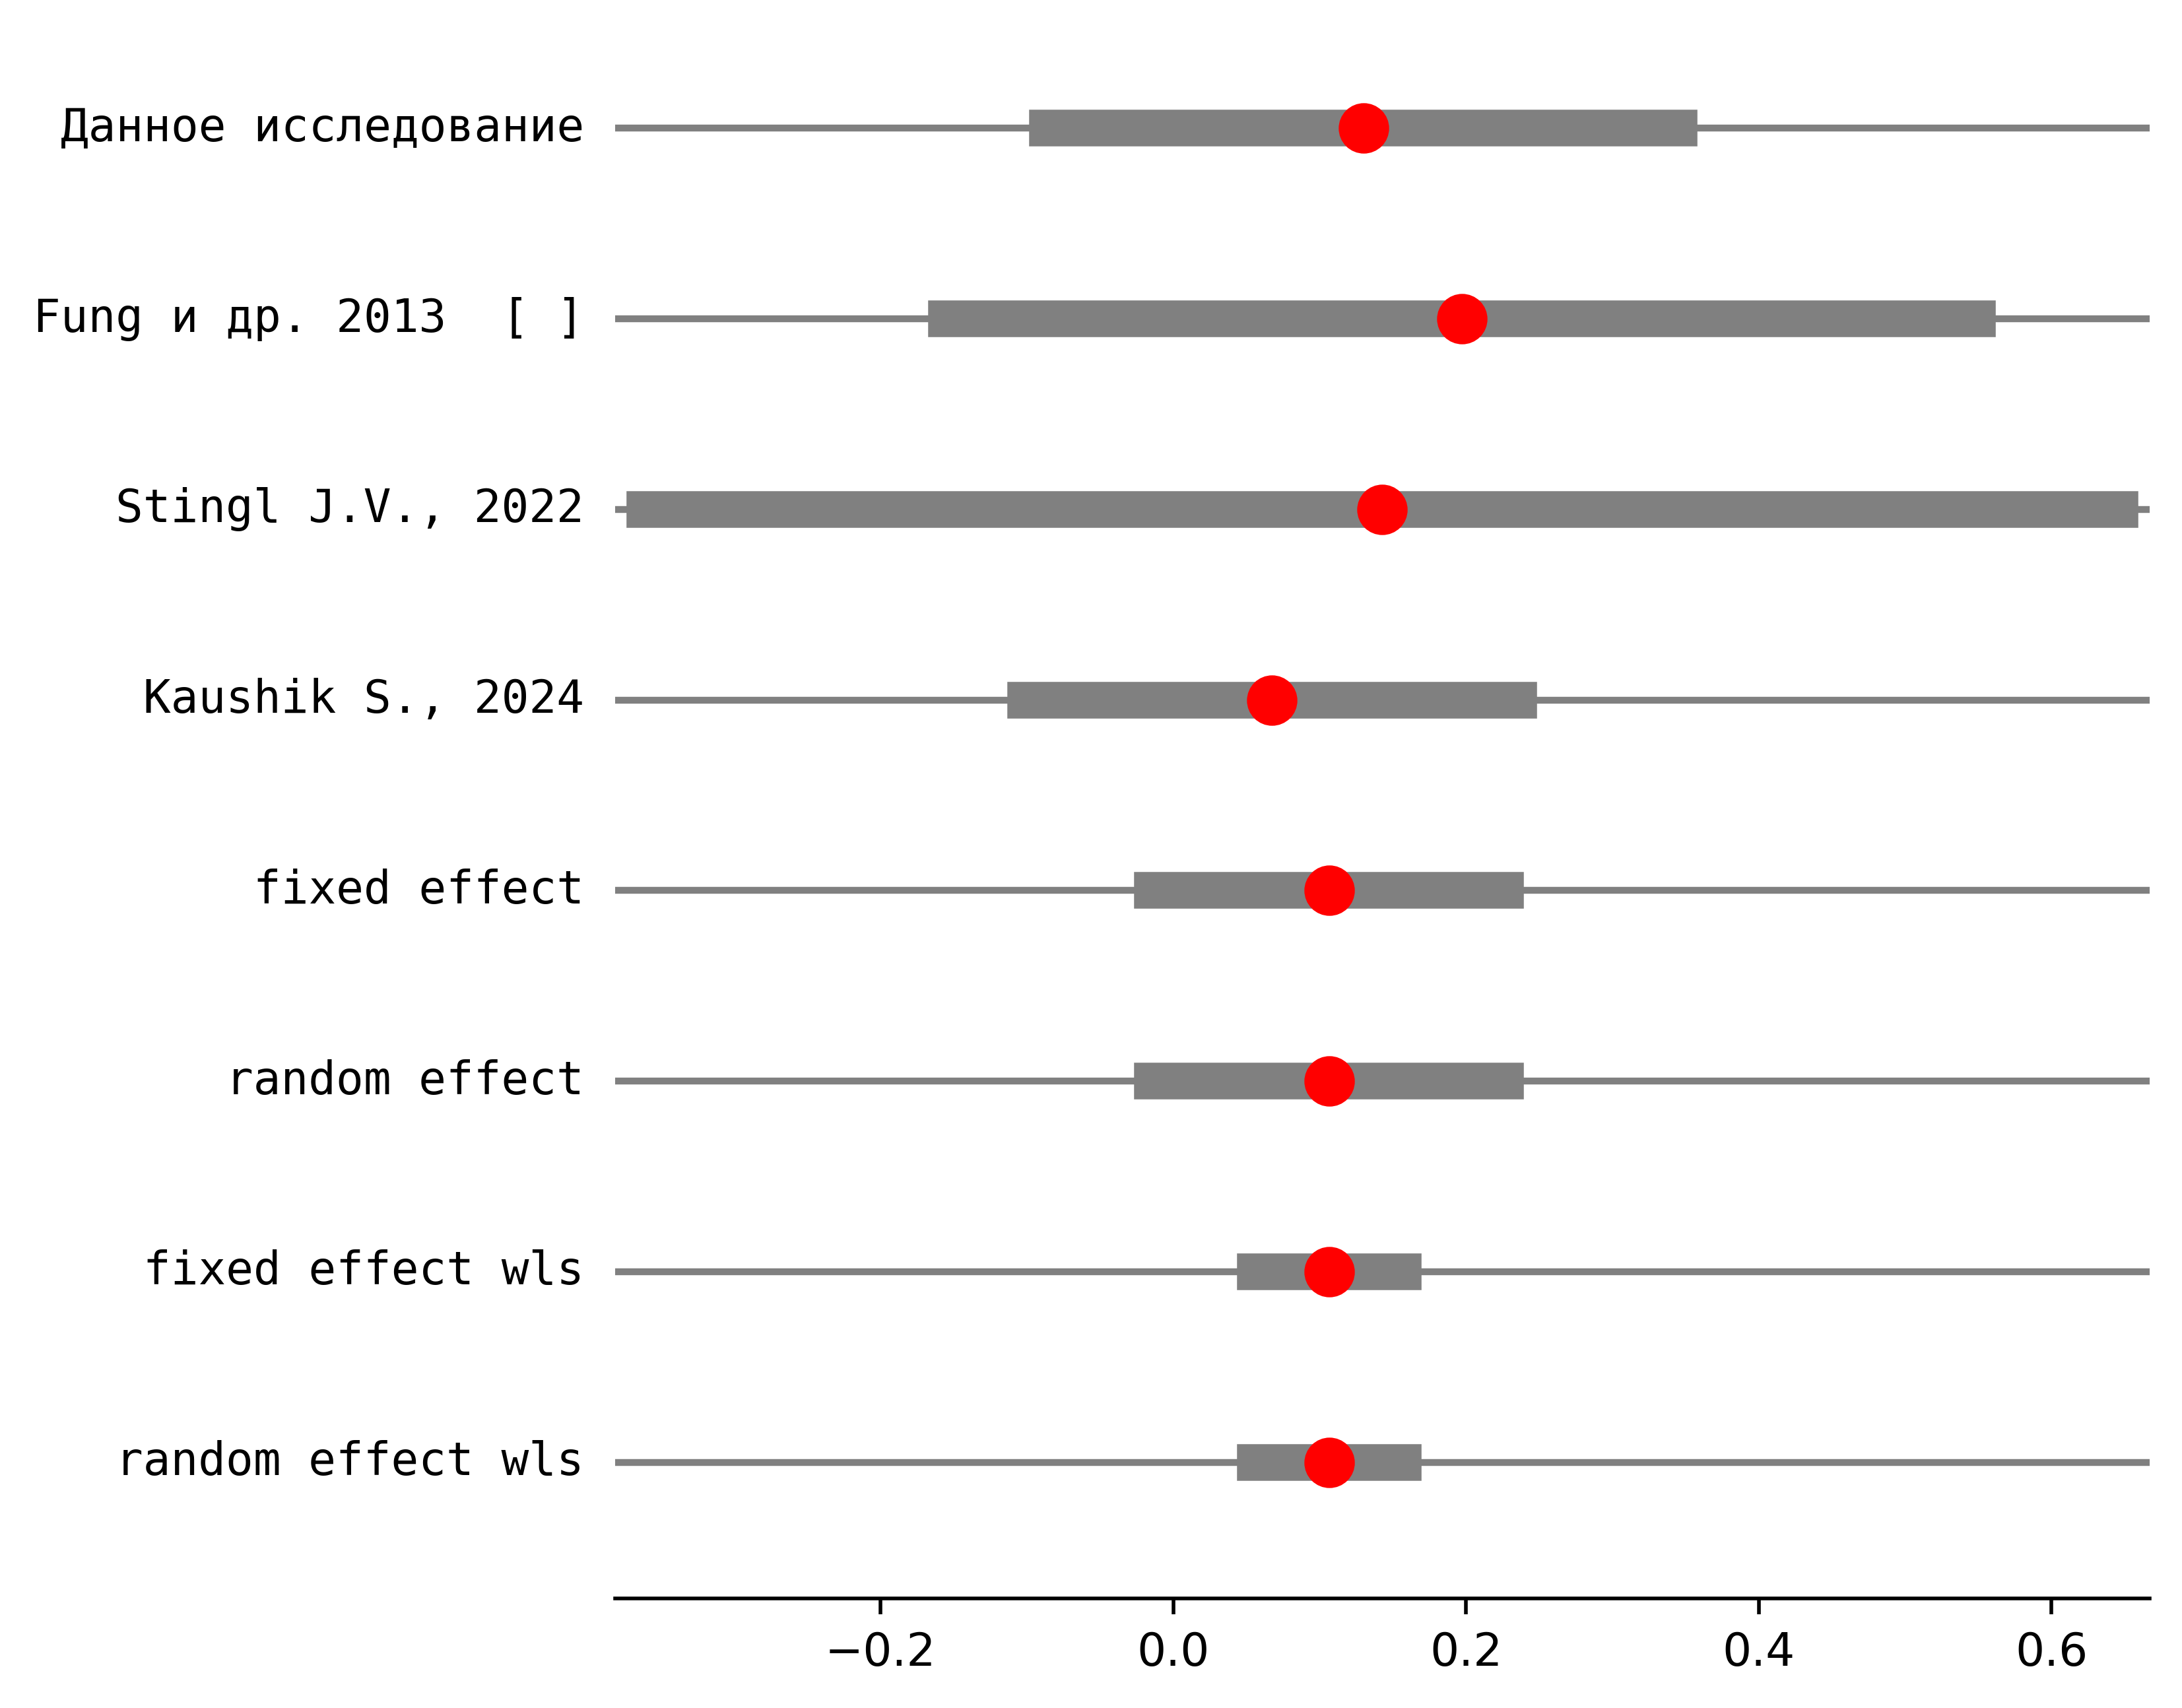 Данное исследование
Fung и др. 2013  [ ]
Stingl J.V., 2022
Kaushik S., 2024
fixed effect
random effect
fixed effect wls
random effect wls
−0.2 0.0 0.2 0.4 0.6